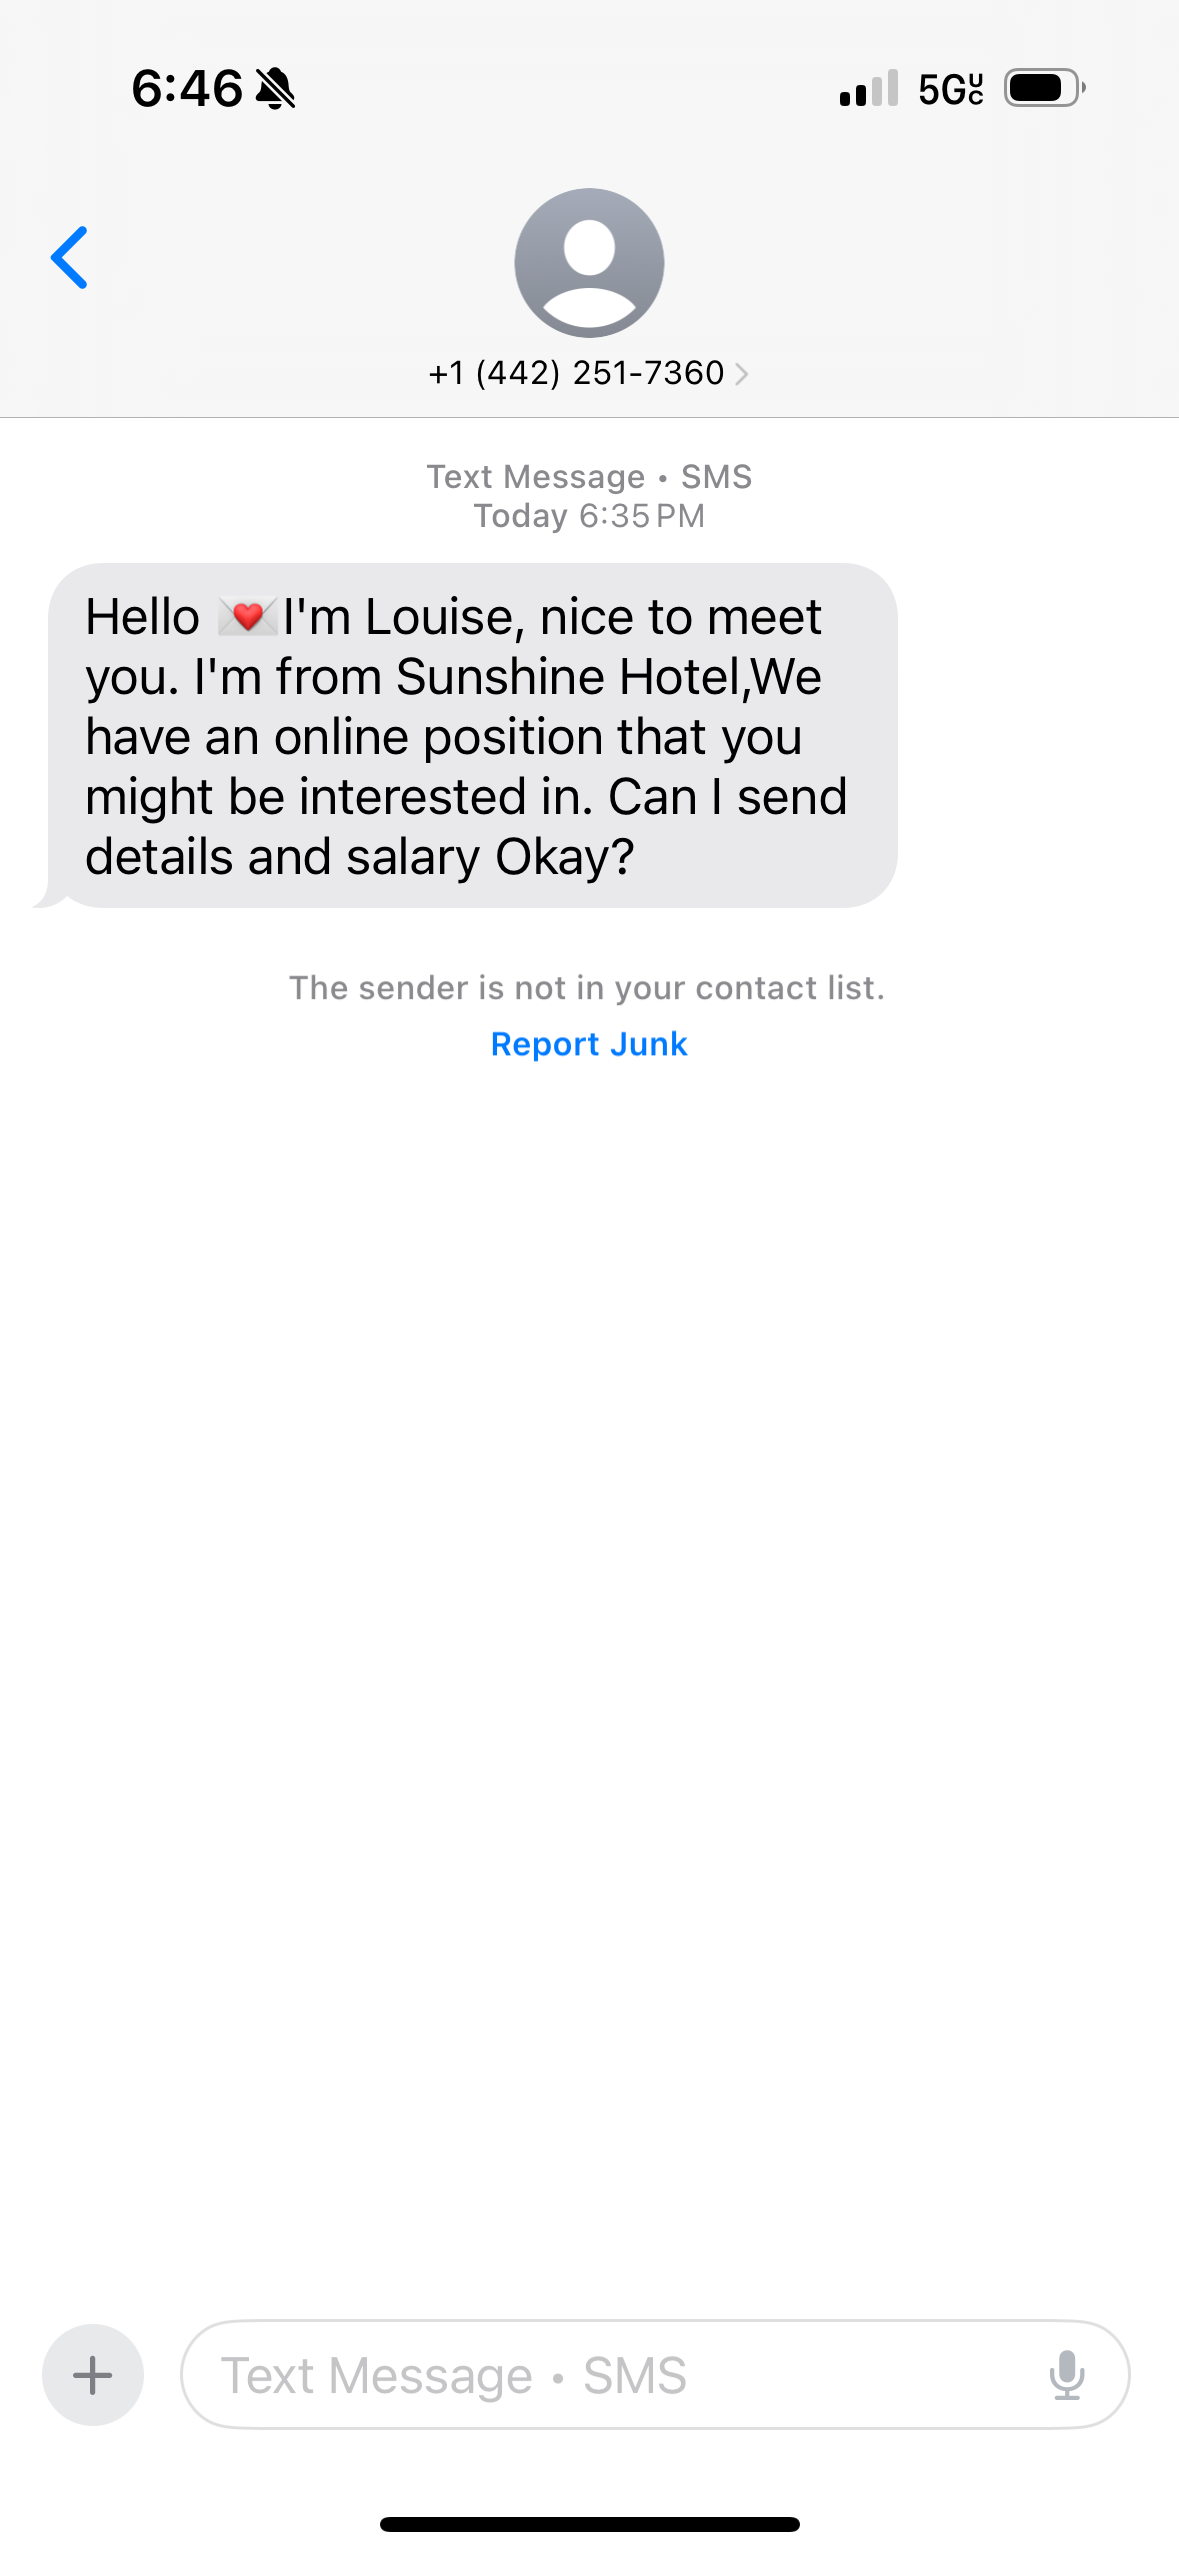 6:46
5G UC
+1 (442) 251-7360
Text Message • SMS
Today 6:35 PM
Hello 💌I'm Louise, nice to meet
you. I'm from Sunshine Hotel,We
have an online position that you
might be interested in. Can I send
details and salary Okay?
The sender is not in your contact list.
Report Junk
Text Message • SMS